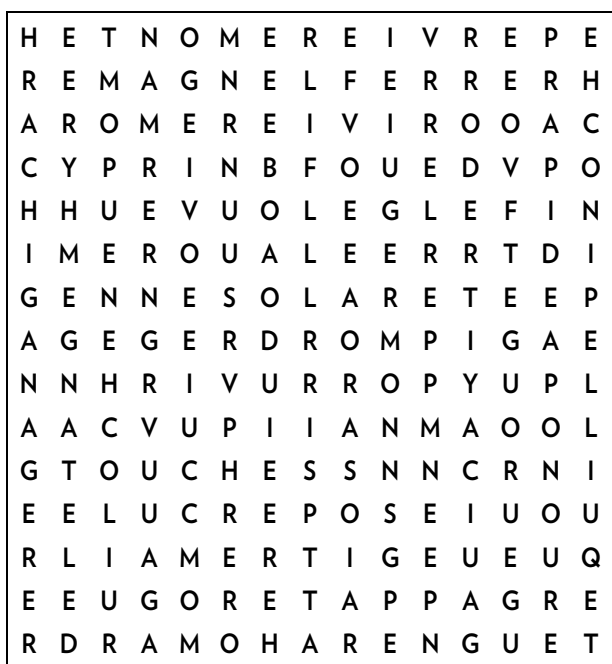 H E T N O M E R E I V R E P E
R E M A G N E L F E R R E R H
A R O M E R E I V I R O O A C
C Y P R I N B F O U E D V P O
H H U E V U O L E G L E F I N
I M E R O U A L E E R R T D I
G E N N E S O L A R E T E E P
A G E G E R D R O M P I G A E
N N H R I V U R R O P Y U P L
A A C V U P I I A N M A O O L
G T O U C H E S S N N C R N I
E E L U C R E P O S E I U O U
R L I A M E R T I G E U E U Q
E E U G O R E T A P P A G R E
R D R A M O H A R E N G U E T